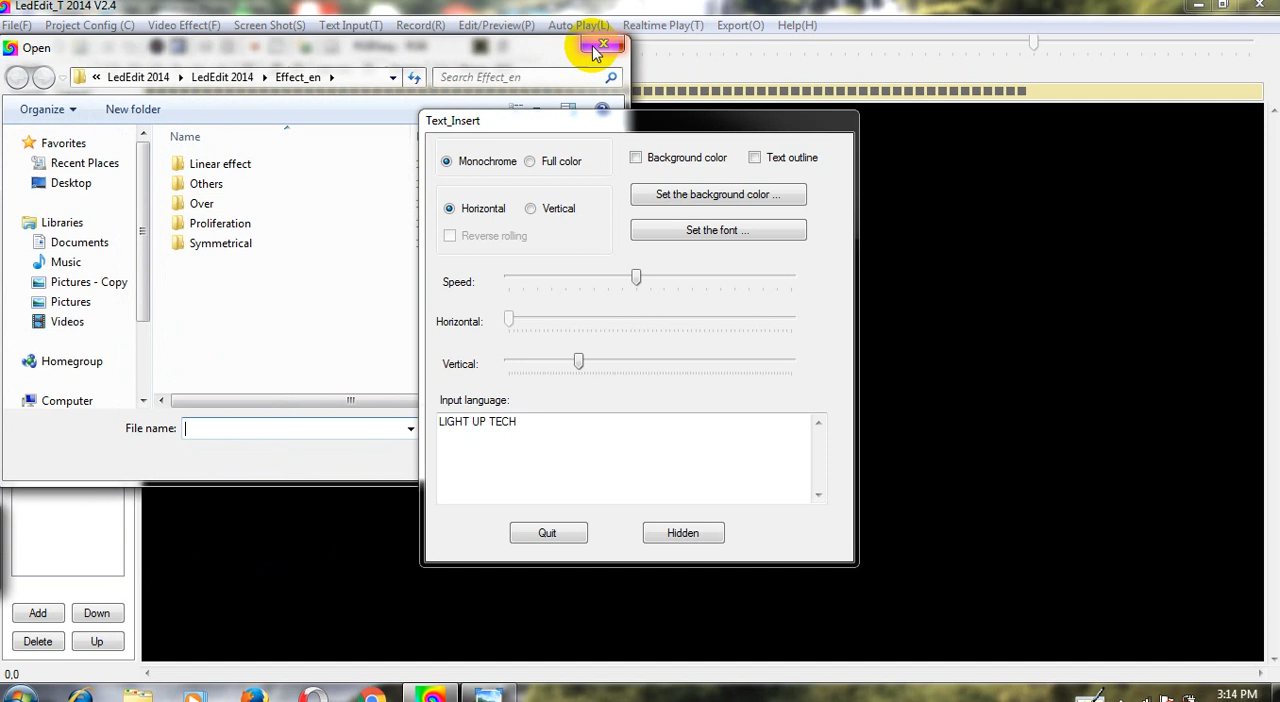 LedEdit_T 2014 V2.4
File(F) Project Config (C) Video Effect(F) Screen Shot(S) Text Input(T) Record(R) Edit/Preview(P) Auto Play(L) Realtime Play(T) Export(O) Help(H)
Open
« LedEdit 2014 LedEdit 2014 Effect_en Search Effect_en
Organize New folder
Favorites
Recent Places
Desktop
Libraries
Documents
Music
Pictures - Copy
Pictures
Videos
Homegroup
Computer
Name
Linear effect
Others
Over
Proliferation
Symmetrical
File name:
Text_Insert
Monochrome Full color Background color Text outline
Set the background color ...
Horizontal Vertical
Set the font ...
Reverse rolling
Speed:
Horizontal:
Vertical:
Input language:
LIGHT UP TECH
Quit Hidden
Add Down
Delete Up
0,0
3:14 PM